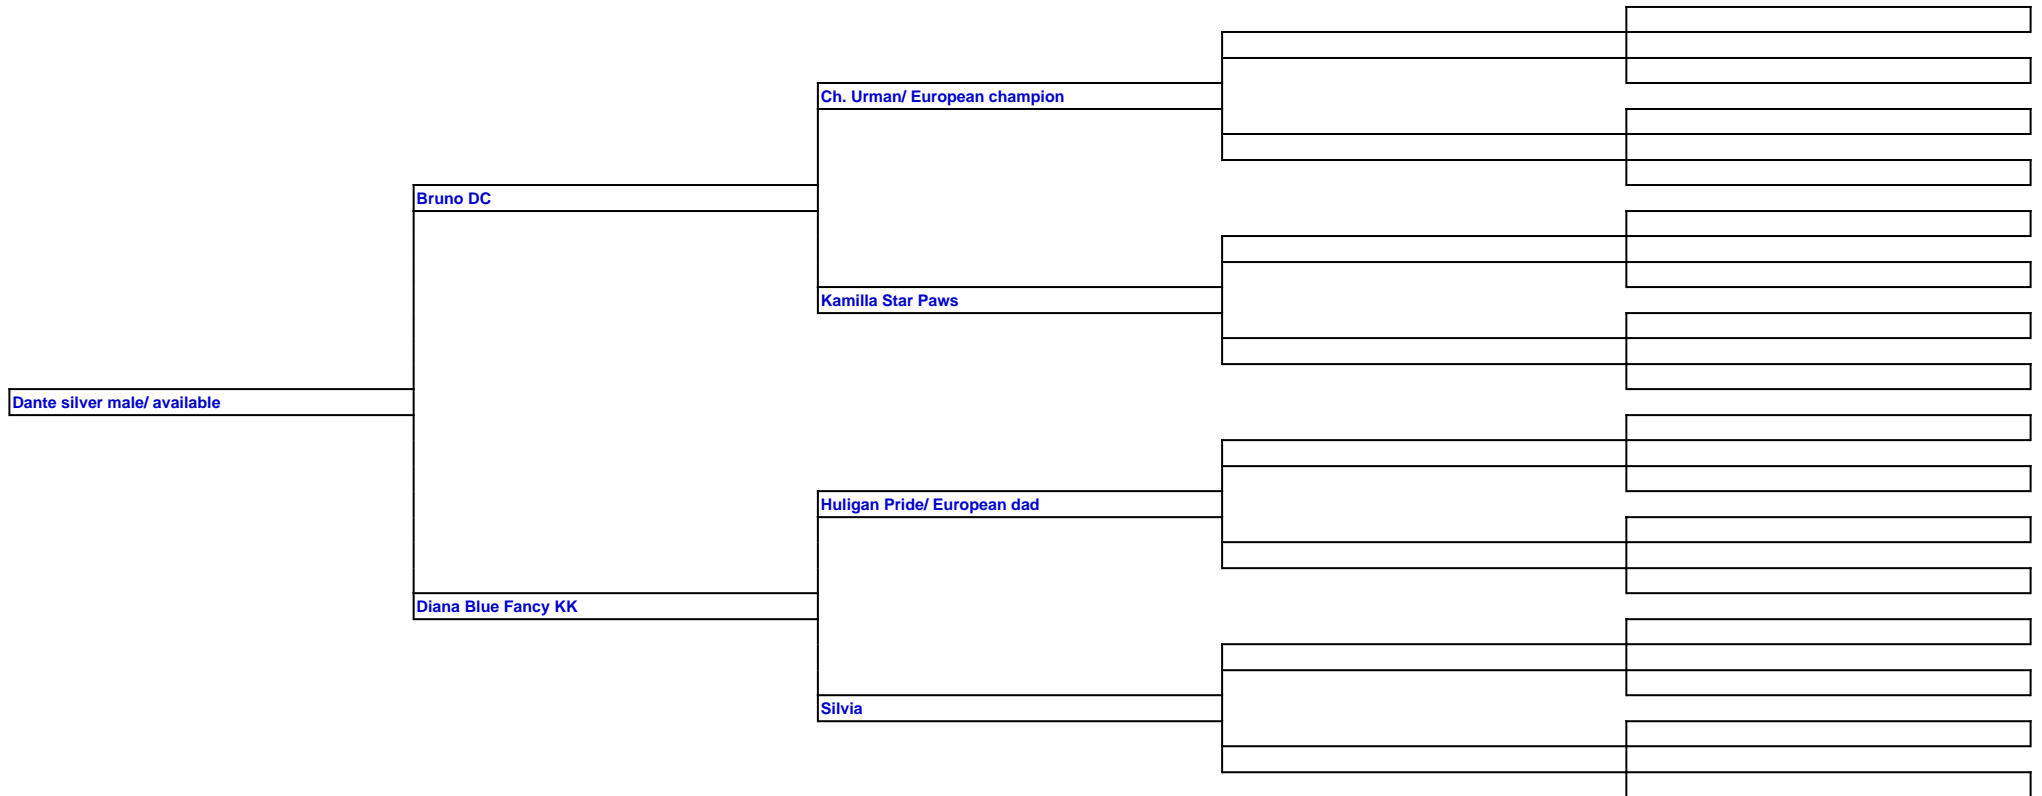 Ch. Urman/ European champion
Bruno DC
Kamilla Star Paws
Dante silver male/ available
Huligan Pride/ European dad
Diana Blue Fancy KK
Silvia